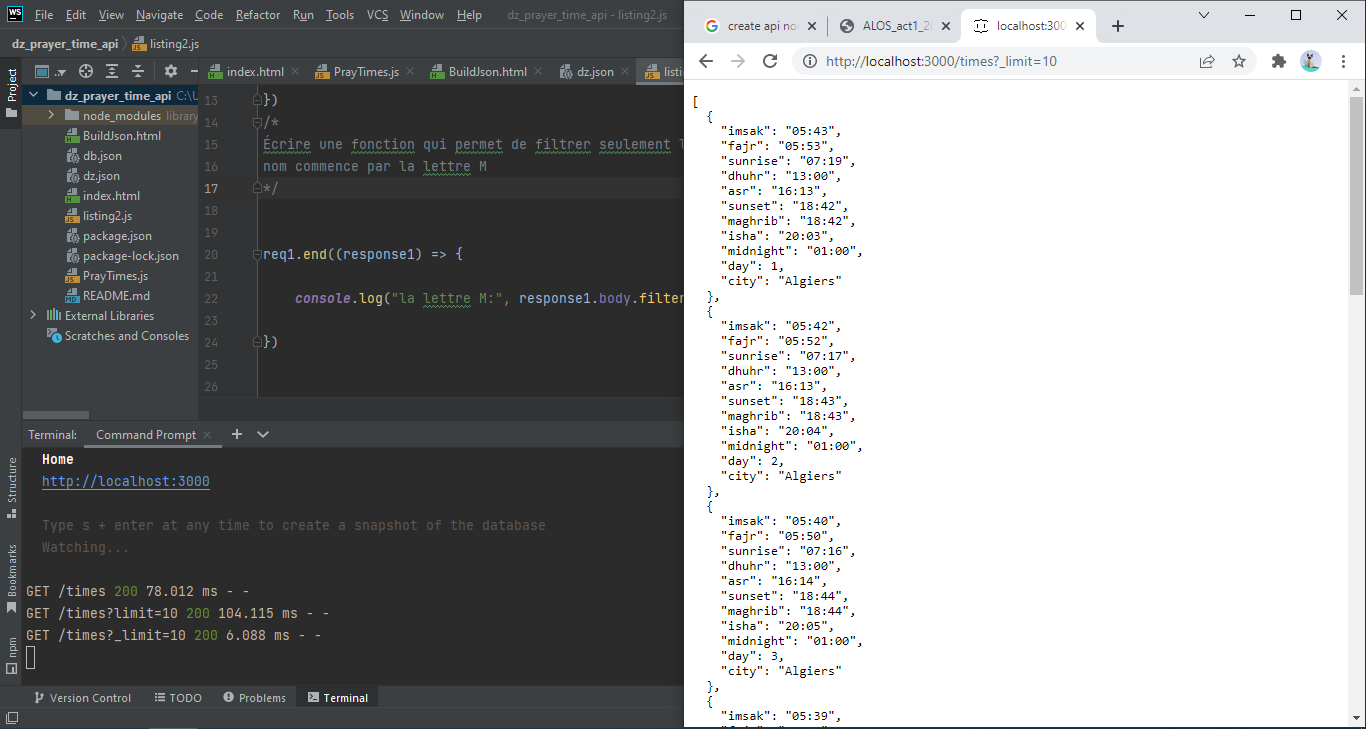 File Edit View Navigate Code Refactor Run Tools VCS Window Help dz_prayer_time_api - listing2.js
dz_prayer_time_api listing2.js
index.html PrayTimes.js BuildJson.html dz.json
Project
dz_prayer_time_api
node_modules library
BuildJson.html
db.json
dz.json
index.html
listing2.js
package.json
package-lock.json
PrayTimes.js
README.md
External Libraries
Scratches and Consoles
13 })
14 /*
15 Écrire une fonction qui permet de filtrer seulement
16 nom commence par la lettre M
17 */
18
19
20 req1.end((response1) => {
21
22 console.log("la lettre M:", response1.body.filter
23
24 })
25
26
Terminal: Command Prompt
Home
http://localhost:3000
Type s + enter at any time to create a snapshot of the database
Watching...
GET /times 200 78.012 ms - -
GET /times?limit=10 200 104.115 ms - -
GET /times?_limit=10 200 6.088 ms - -
Structure
Bookmarks
npm
Version Control TODO Problems Terminal
create api no ALOS_act1_2 localhost:300
http://localhost:3000/times?_limit=10
[
{
"imsak": "05:43",
"fajr": "05:53",
"sunrise": "07:19",
"dhuhr": "13:00",
"asr": "16:13",
"sunset": "18:42",
"maghrib": "18:42",
"isha": "20:03",
"midnight": "01:00",
"day": 1,
"city": "Algiers"
},
{
"imsak": "05:42",
"fajr": "05:52",
"sunrise": "07:17",
"dhuhr": "13:00",
"asr": "16:13",
"sunset": "18:43",
"maghrib": "18:43",
"isha": "20:04",
"midnight": "01:00",
"day": 2,
"city": "Algiers"
},
{
"imsak": "05:40",
"fajr": "05:50",
"sunrise": "07:16",
"dhuhr": "13:00",
"asr": "16:14",
"sunset": "18:44",
"maghrib": "18:44",
"isha": "20:05",
"midnight": "01:00",
"day": 3,
"city": "Algiers"
},
{
"imsak": "05:39",